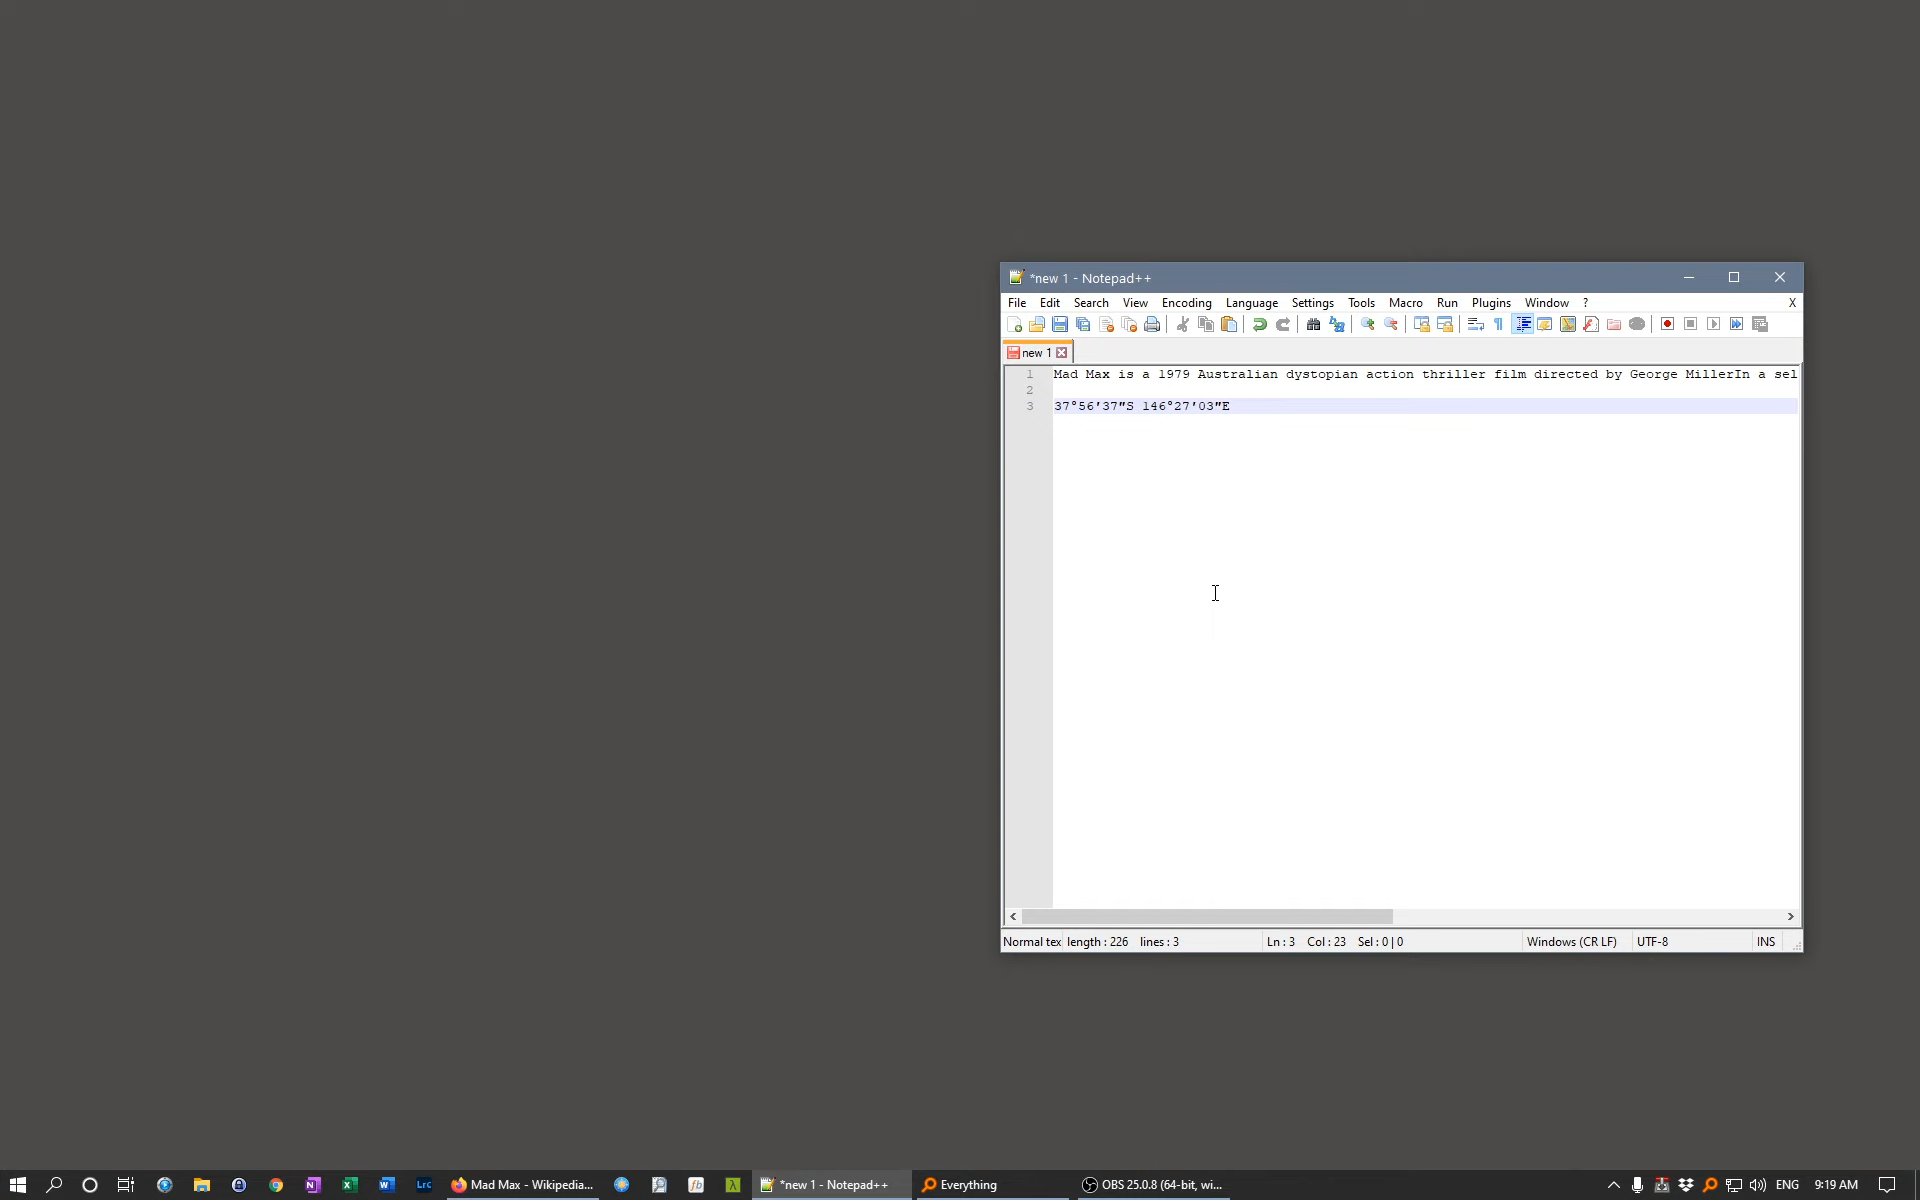 *new 1 - Notepad++
File Edit Search View Encoding Language Settings Tools Macro Run Plugins Window ? X
new 1
1 Mad Max is a 1979 Australian dystopian action thriller film directed by George MillerIn a sel
2
3 37°56′37″S 146°27′03″E
Normal tex length : 226 lines : 3 Ln : 3 Col : 23 Sel : 0 | 0 Windows (CR LF) UTF-8 INS
Lrc Mad Max - Wikipedia... fb λ *new 1 - Notepad++ Everything OBS 25.0.8 (64-bit, wi... ENG 9:19 AM